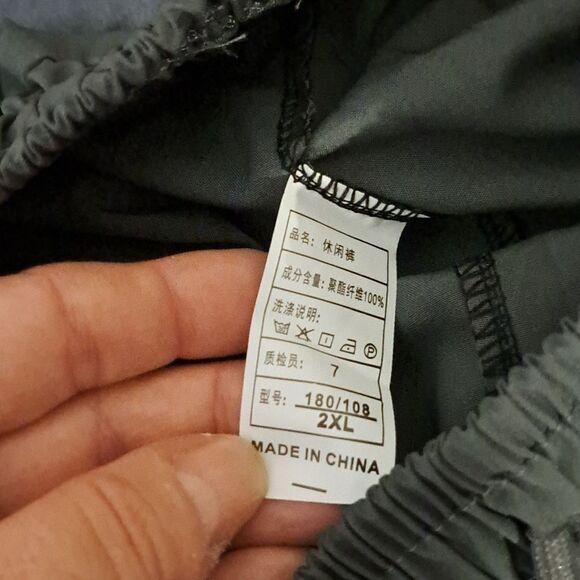 品名: 休闲裤
成分含量: 聚酯纤维100%
洗涤说明:
P
质检员: 7
型号: 180/108
2XL
MADE IN CHINA